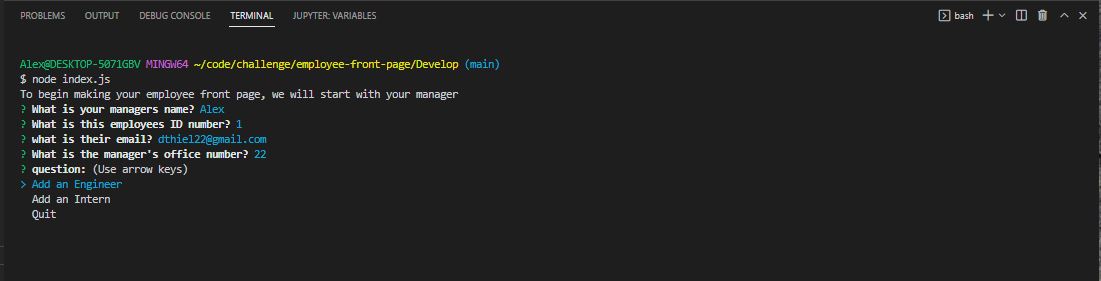 PROBLEMS OUTPUT DEBUG CONSOLE TERMINAL JUPYTER: VARIABLES bash
Alex@DESKTOP-5071GBV MINGW64 ~/code/challenge/employee-front-page/Develop (main)
$ node index.js
To begin making your employee front page, we will start with your manager
? What is your managers name? Alex
? What is this employees ID number? 1
? what is their email? dthiel22@gmail.com
? What is the manager's office number? 22
? question: (Use arrow keys)
> Add an Engineer
Add an Intern
Quit